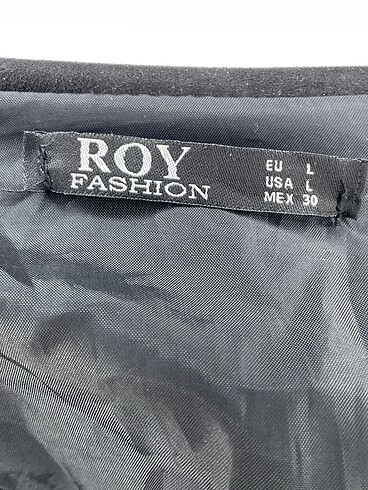 ROY
FASHION
EU L
USA L
MEX 30